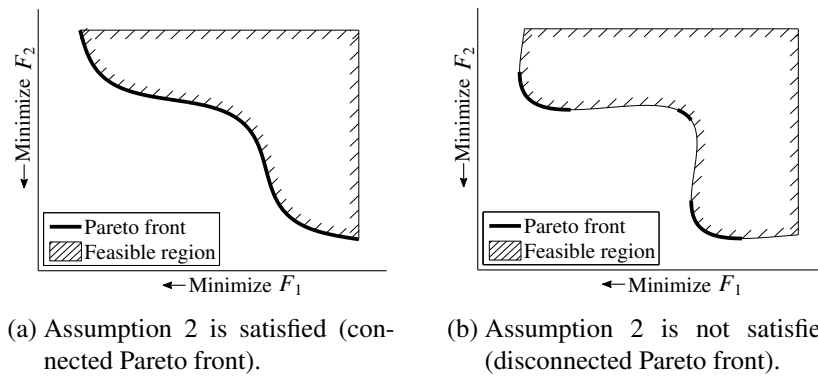 ←Minimize F₂
Pareto front
Feasible region
←Minimize F₁
(a) Assumption 2 is satisfied (con-
nected Pareto front).
←Minimize F₂
Pareto front
Feasible region
←Minimize F₁
(b) Assumption 2 is not satisfie
(disconnected Pareto front).